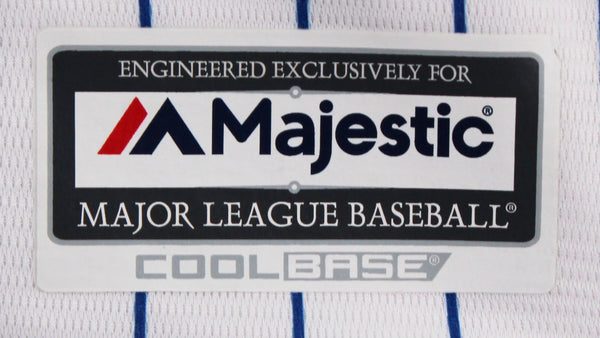 ENGINEERED EXCLUSIVELY FOR
Majestic®
MAJOR LEAGUE BASEBALL®
COOLBASE®